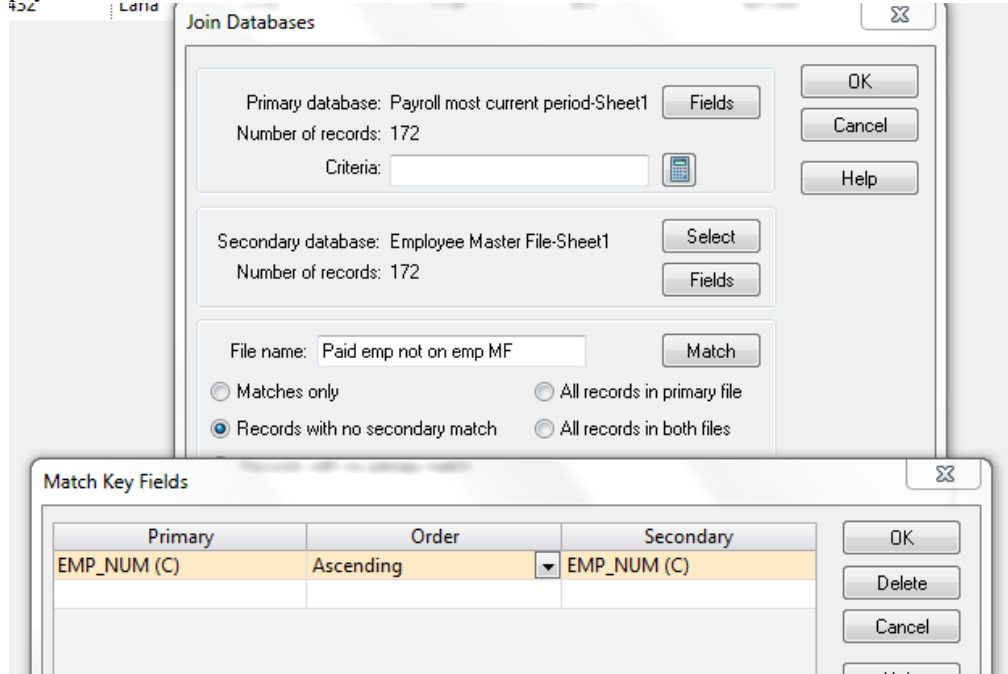 Lana
Join Databases
OK
Primary database: Payroll most current period-Sheet1 Fields
Cancel
Number of records: 172
Criteria:
Help
Secondary database: Employee Master File-Sheet1 Select
Number of records: 172
Fields
File name: Paid emp not on emp MF Match
Matches only All records in primary file
Records with no secondary match All records in both files
Match Key Fields
Primary Order Secondary OK
EMP_NUM (C) Ascending EMP_NUM (C)
Delete
Cancel